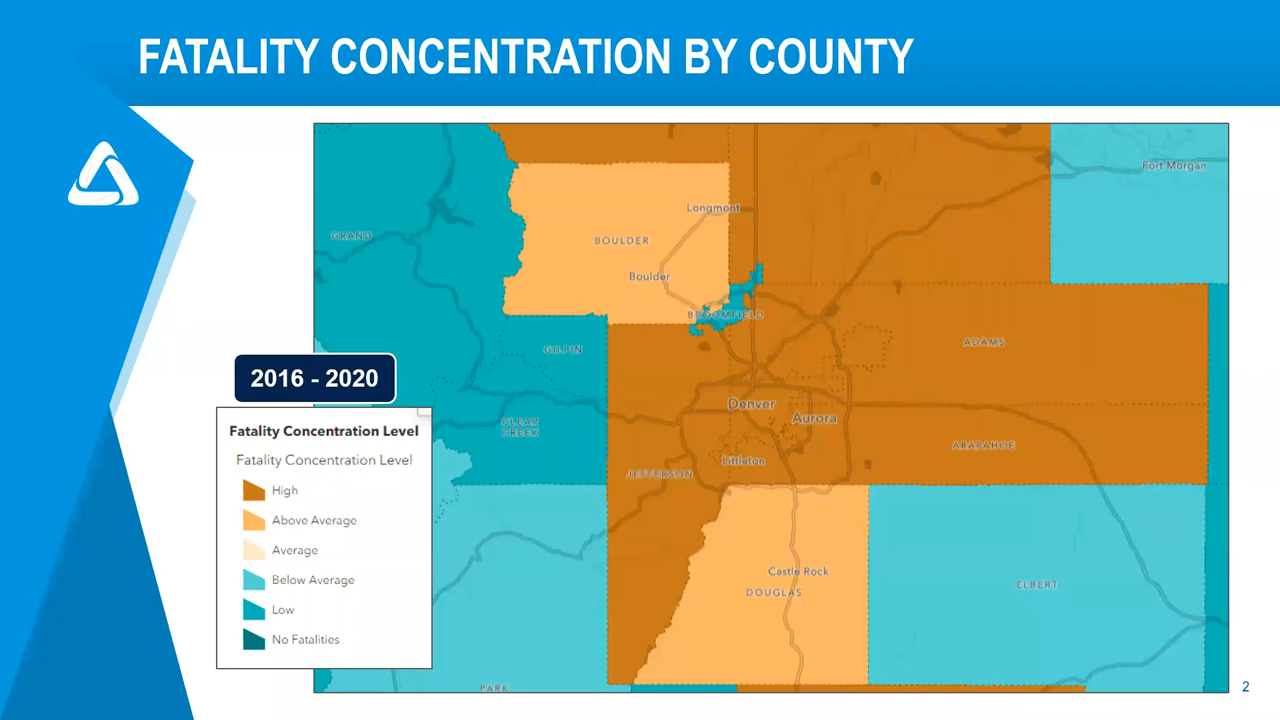 FATALITY CONCENTRATION BY COUNTY
Fort Morgan
Longmont
GRAND
BOULDER
Boulder
BROOMFIELD
ADAMS
GILPIN
2016 - 2020
Denver
Aurora
CLEAR
CREEK
Fatality Concentration Level
ARAPAHOE
Fatality Concentration Level
Littleton
JEFFERSON
High
Above Average
Average
Below Average
Low
No Fatalities
Castle Rock
ELBERT
DOUGLAS
PARK
2